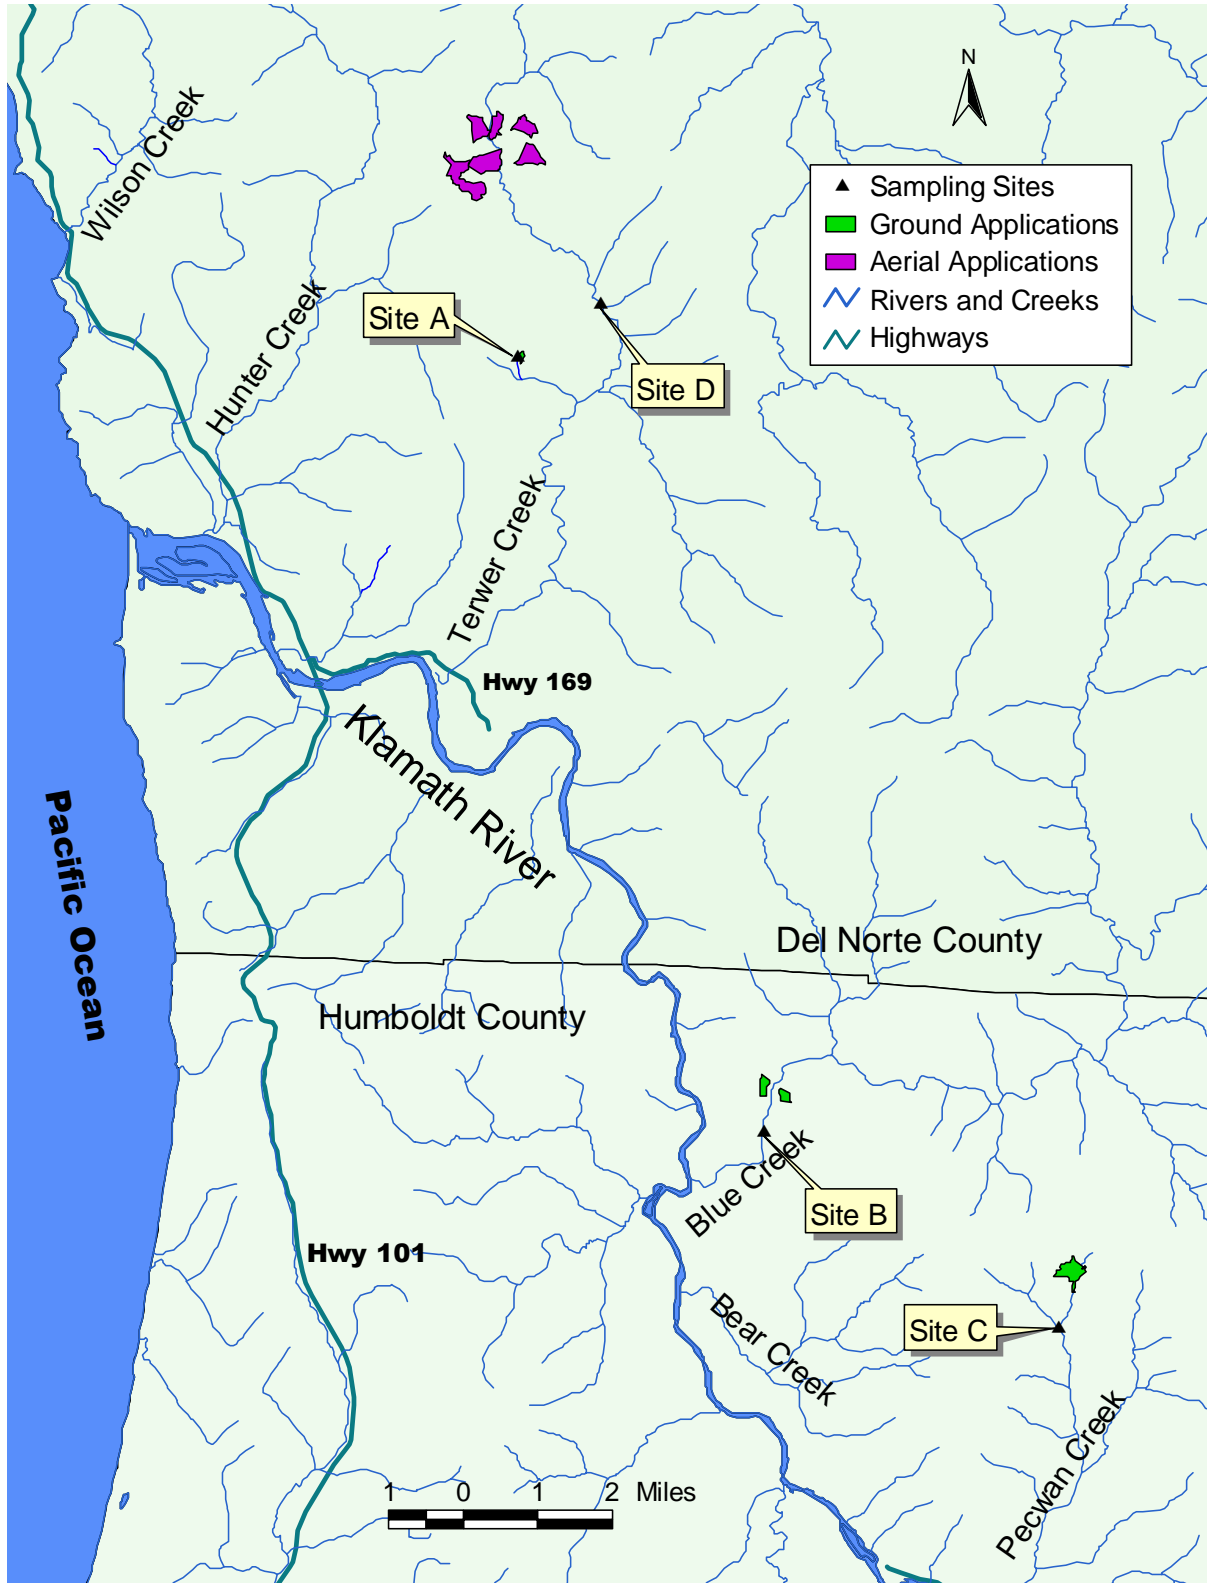 N
Sampling Sites
Ground Applications
Aerial Applications
Rivers and Creeks
Highways
Wilson Creek
Hunter Creek
Site A
Site D
Terwer Creek
Hwy 169
Klamath River
Pacific Ocean
Del Norte County
Humboldt County
Blue Creek
Site B
Hwy 101
Bear Creek
Site C
Pecwan Creek
1 0 1 2 Miles